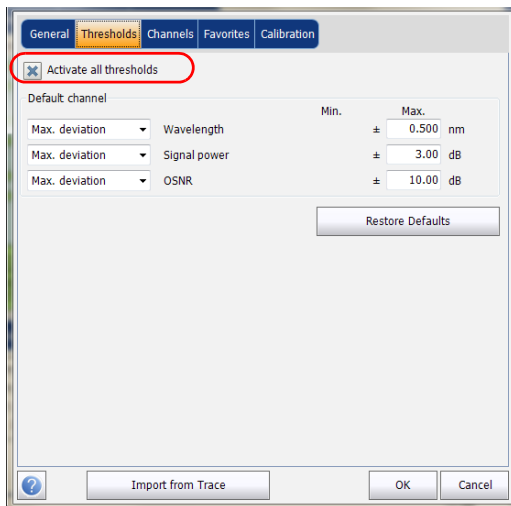 General Thresholds Channels Favorites Calibration
Activate all thresholds
Default channel
Min. Max.
Max. deviation Wavelength ± 0.500 nm
Max. deviation Signal power ± 3.00 dB
Max. deviation OSNR ± 10.00 dB
Restore Defaults
? Import from Trace OK Cancel